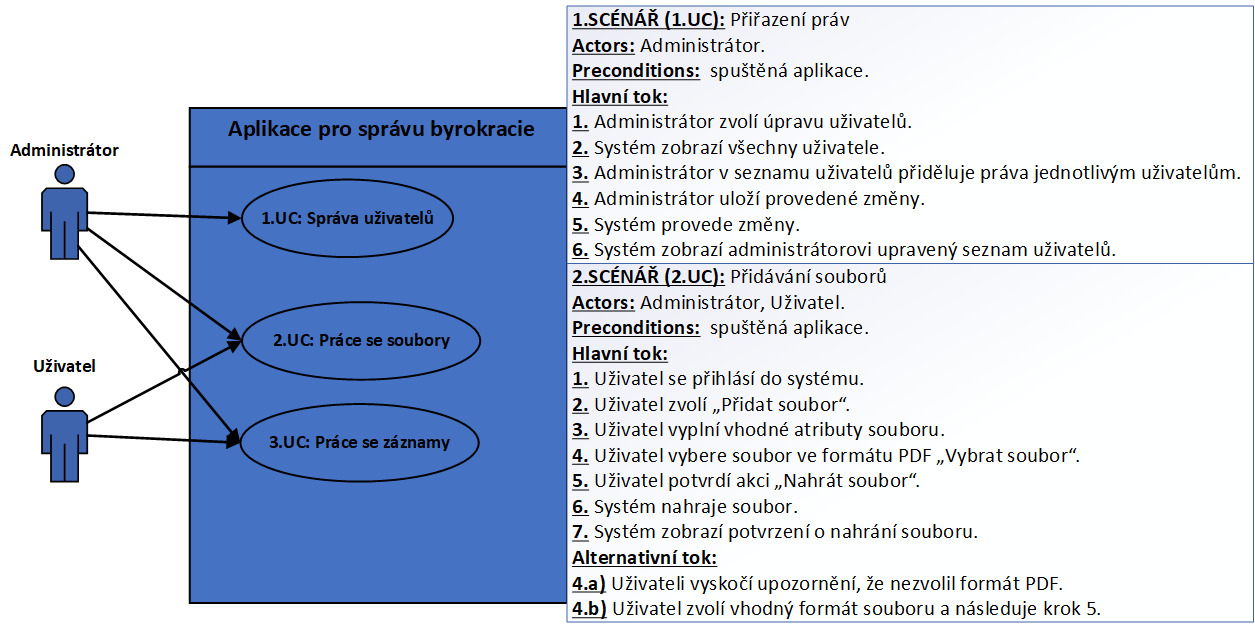 Aplikace pro správu byrokracie
Administrátor
1.UC: Správa uživatelů
2.UC: Práce se soubory
Uživatel
3.UC: Práce se záznamy
1.SCÉNÁŘ (1.UC): Přiřazení práv
Actors: Administrátor.
Preconditions: spuštěná aplikace.
Hlavní tok:
1. Administrátor zvolí úpravu uživatelů.
2. Systém zobrazí všechny uživatele.
3. Administrátor v seznamu uživatelů přiděluje práva jednotlivým uživatelům.
4. Administrátor uloží provedené změny.
5. Systém provede změny.
6. Systém zobrazí administrátorovi upravený seznam uživatelů.
2.SCÉNÁŘ (2.UC): Přidávání souborů
Actors: Administrátor, Uživatel.
Preconditions: spuštěná aplikace.
Hlavní tok:
1. Uživatel se přihlásí do systému.
2. Uživatel zvolí „Přidat soubor“.
3. Uživatel vyplní vhodné atributy souboru.
4. Uživatel vybere soubor ve formátu PDF „Vybrat soubor“.
5. Uživatel potvrdí akci „Nahrát soubor“.
6. Systém nahraje soubor.
7. Systém zobrazí potvrzení o nahrání souboru.
Alternativní tok:
4.a) Uživateli vyskočí upozornění, že nezvolil formát PDF.
4.b) Uživatel zvolí vhodný formát souboru a následuje krok 5.